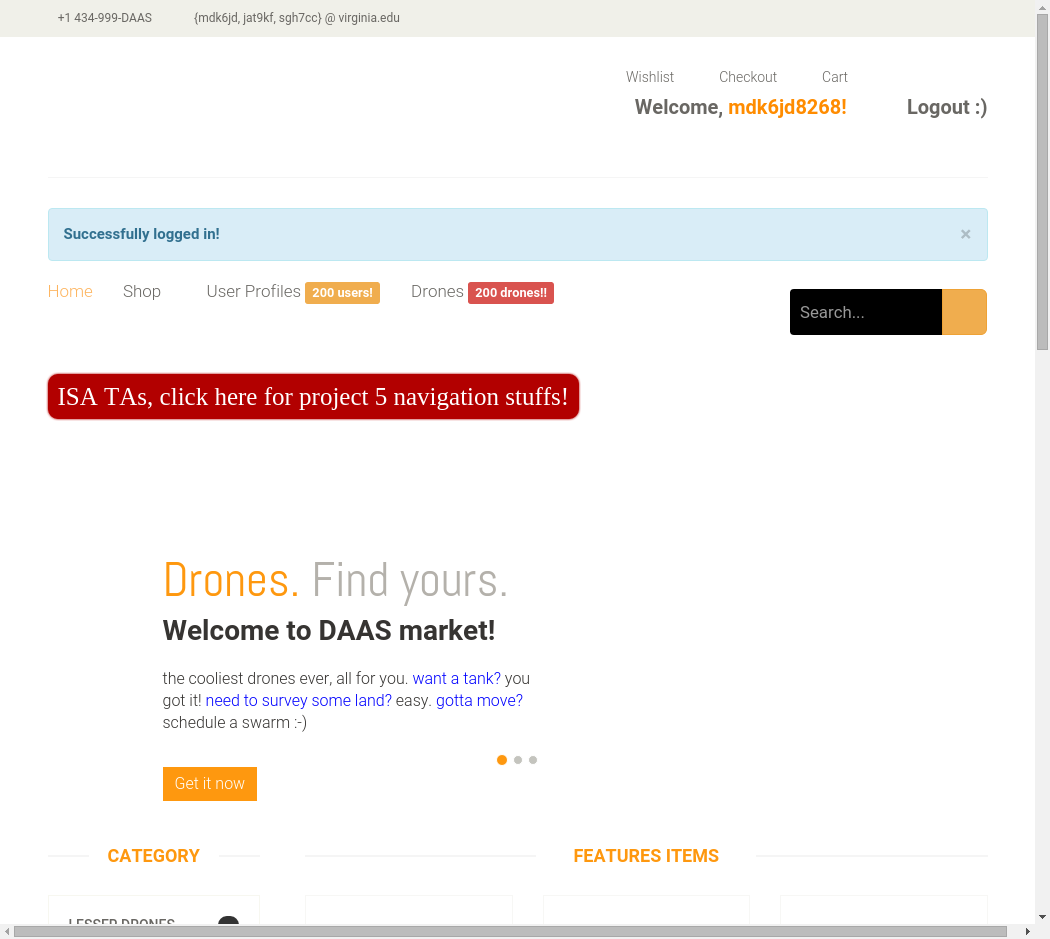 +1 434-999-DAAS {mdk6jd, jat9kf, sgh7cc} @ virginia.edu
Wishlist Checkout Cart
Welcome, mdk6jd8268! Logout :)
Successfully logged in! ×
Home Shop User Profiles 200 users! Drones 200 drones!!
Search...
ISA TAs, click here for project 5 navigation stuffs!
Drones. Find yours.
Welcome to DAAS market!
the cooliest drones ever, all for you. want a tank? you
got it! need to survey some land? easy. gotta move?
schedule a swarm :-)
Get it now
CATEGORY FEATURES ITEMS
LESSER DRONES